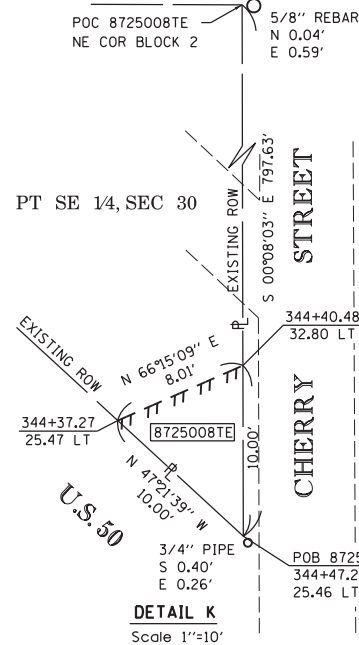 POC 8725008TE
NE COR BLOCK 2
5/8" REBAR
N 0.04'
E 0.59'
PT SE 1/4, SEC 30
EXISTING ROW
S 00°08'03" E 797.63'
CHERRY STREET
EXISTING ROW
N 66°15'09" E
8.01'
PL
344+40.48
32.80 LT
344+37.27
25.47 LT
8725008TE
10.00'
N 47°21'39" W
10.00'
PL
U.S. 50
3/4" PIPE
S 0.40'
E 0.26'
POB 8725
344+47.2
25.46 LT
DETAIL K
Scale 1"=10'